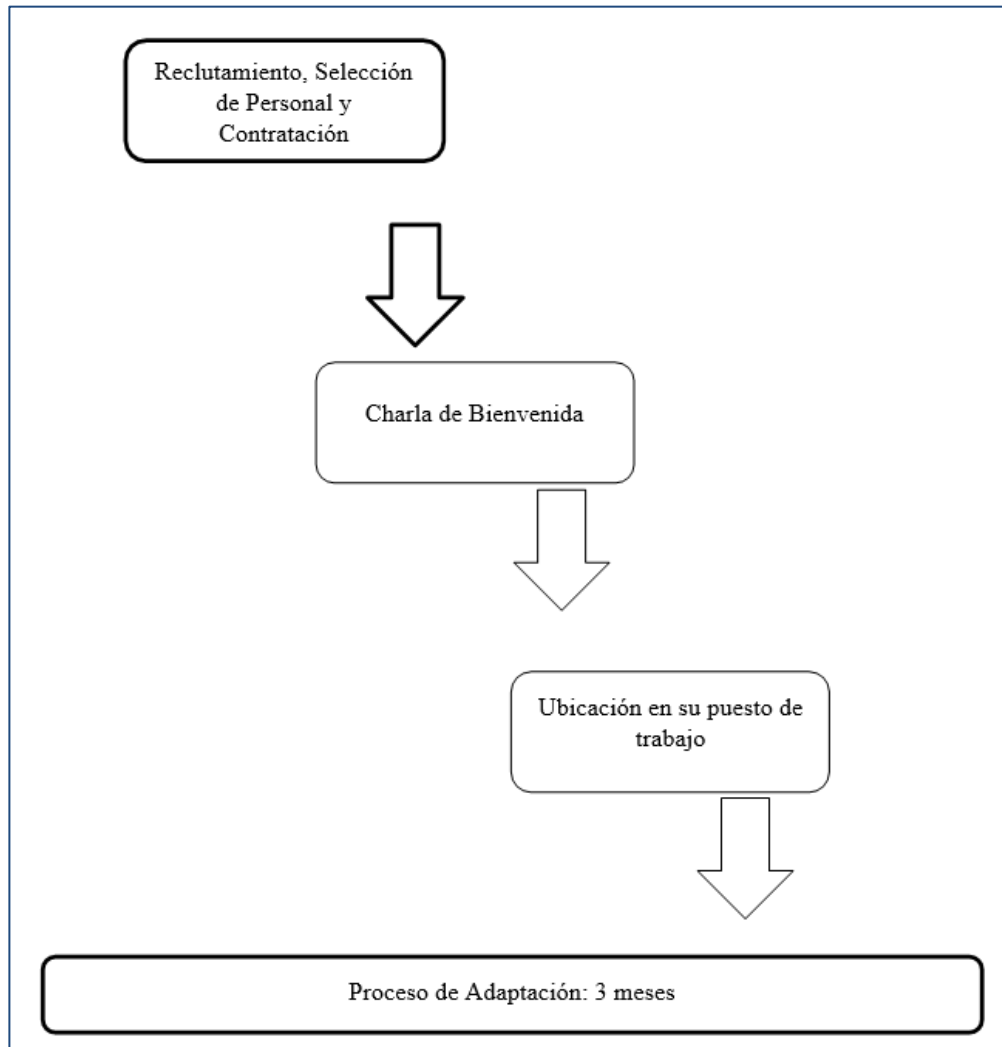 Reclutamiento, Selección
de Personal y
Contratación
Charla de Bienvenida
Ubicación en su puesto de
trabajo
Proceso de Adaptación: 3 meses